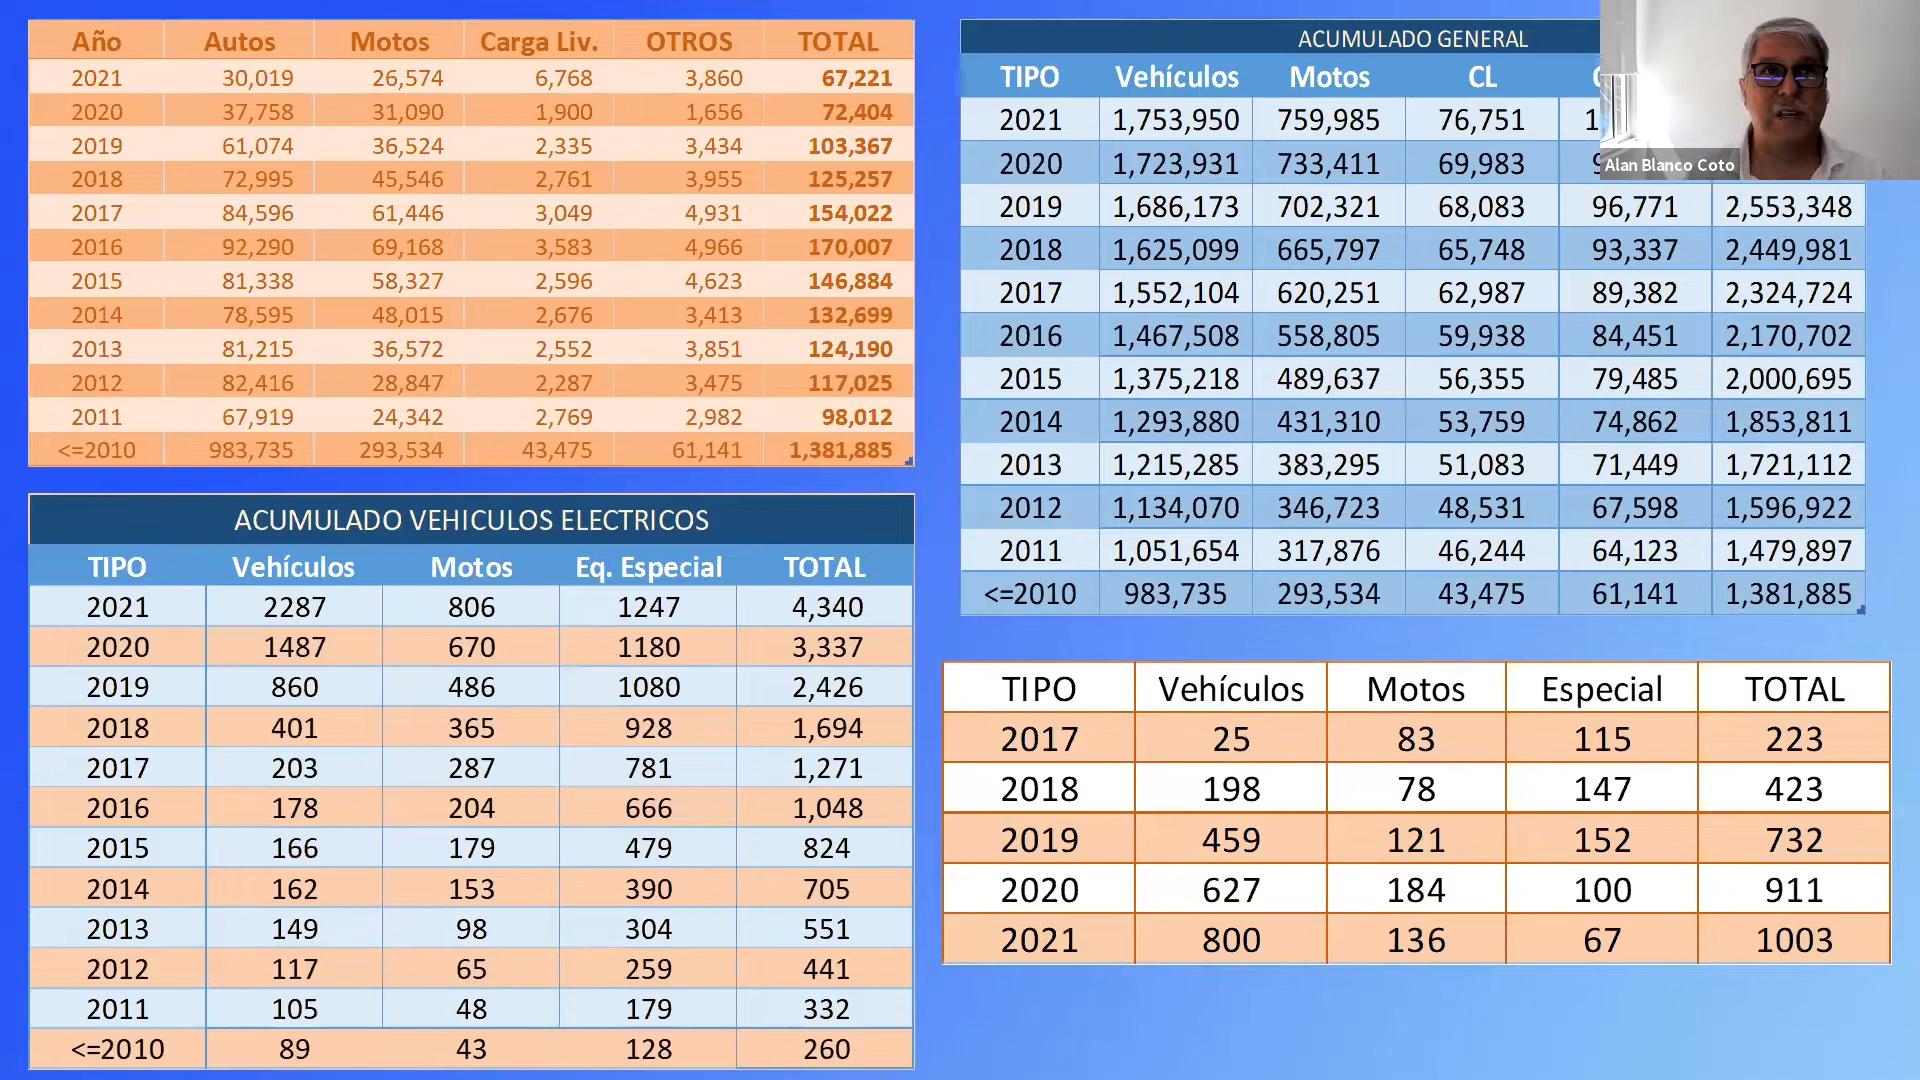 Año Autos Motos Carga Liv. OTROS TOTAL
2021 30,019 26,574 6,768 3,860 67,221
2020 37,758 31,090 1,900 1,656 72,404
2019 61,074 36,524 2,335 3,434 103,367
2018 72,995 45,546 2,761 3,955 125,257
2017 84,596 61,446 3,049 4,931 154,022
2016 92,290 69,168 3,583 4,966 170,007
2015 81,338 58,327 2,596 4,623 146,884
2014 78,595 48,015 2,676 3,413 132,699
2013 81,215 36,572 2,552 3,851 124,190
2012 82,416 28,847 2,287 3,475 117,025
2011 67,919 24,342 2,769 2,982 98,012
<=2010 983,735 293,534 43,475 61,141 1,381,885
ACUMULADO GENERAL
TIPO Vehículos Motos CL
2021 1,753,950 759,985 76,751
2020 1,723,931 733,411 69,983
2019 1,686,173 702,321 68,083 96,771 2,553,348
2018 1,625,099 665,797 65,748 93,337 2,449,981
2017 1,552,104 620,251 62,987 89,382 2,324,724
2016 1,467,508 558,805 59,938 84,451 2,170,702
2015 1,375,218 489,637 56,355 79,485 2,000,695
2014 1,293,880 431,310 53,759 74,862 1,853,811
2013 1,215,285 383,295 51,083 71,449 1,721,112
2012 1,134,070 346,723 48,531 67,598 1,596,922
2011 1,051,654 317,876 46,244 64,123 1,479,897
<=2010 983,735 293,534 43,475 61,141 1,381,885
Alan Blanco Coto
ACUMULADO VEHICULOS ELECTRICOS
TIPO Vehículos Motos Eq. Especial TOTAL
2021 2287 806 1247 4,340
2020 1487 670 1180 3,337
2019 860 486 1080 2,426
2018 401 365 928 1,694
2017 203 287 781 1,271
2016 178 204 666 1,048
2015 166 179 479 824
2014 162 153 390 705
2013 149 98 304 551
2012 117 65 259 441
2011 105 48 179 332
<=2010 89 43 128 260
TIPO Vehículos Motos Especial TOTAL
2017 25 83 115 223
2018 198 78 147 423
2019 459 121 152 732
2020 627 184 100 911
2021 800 136 67 1003